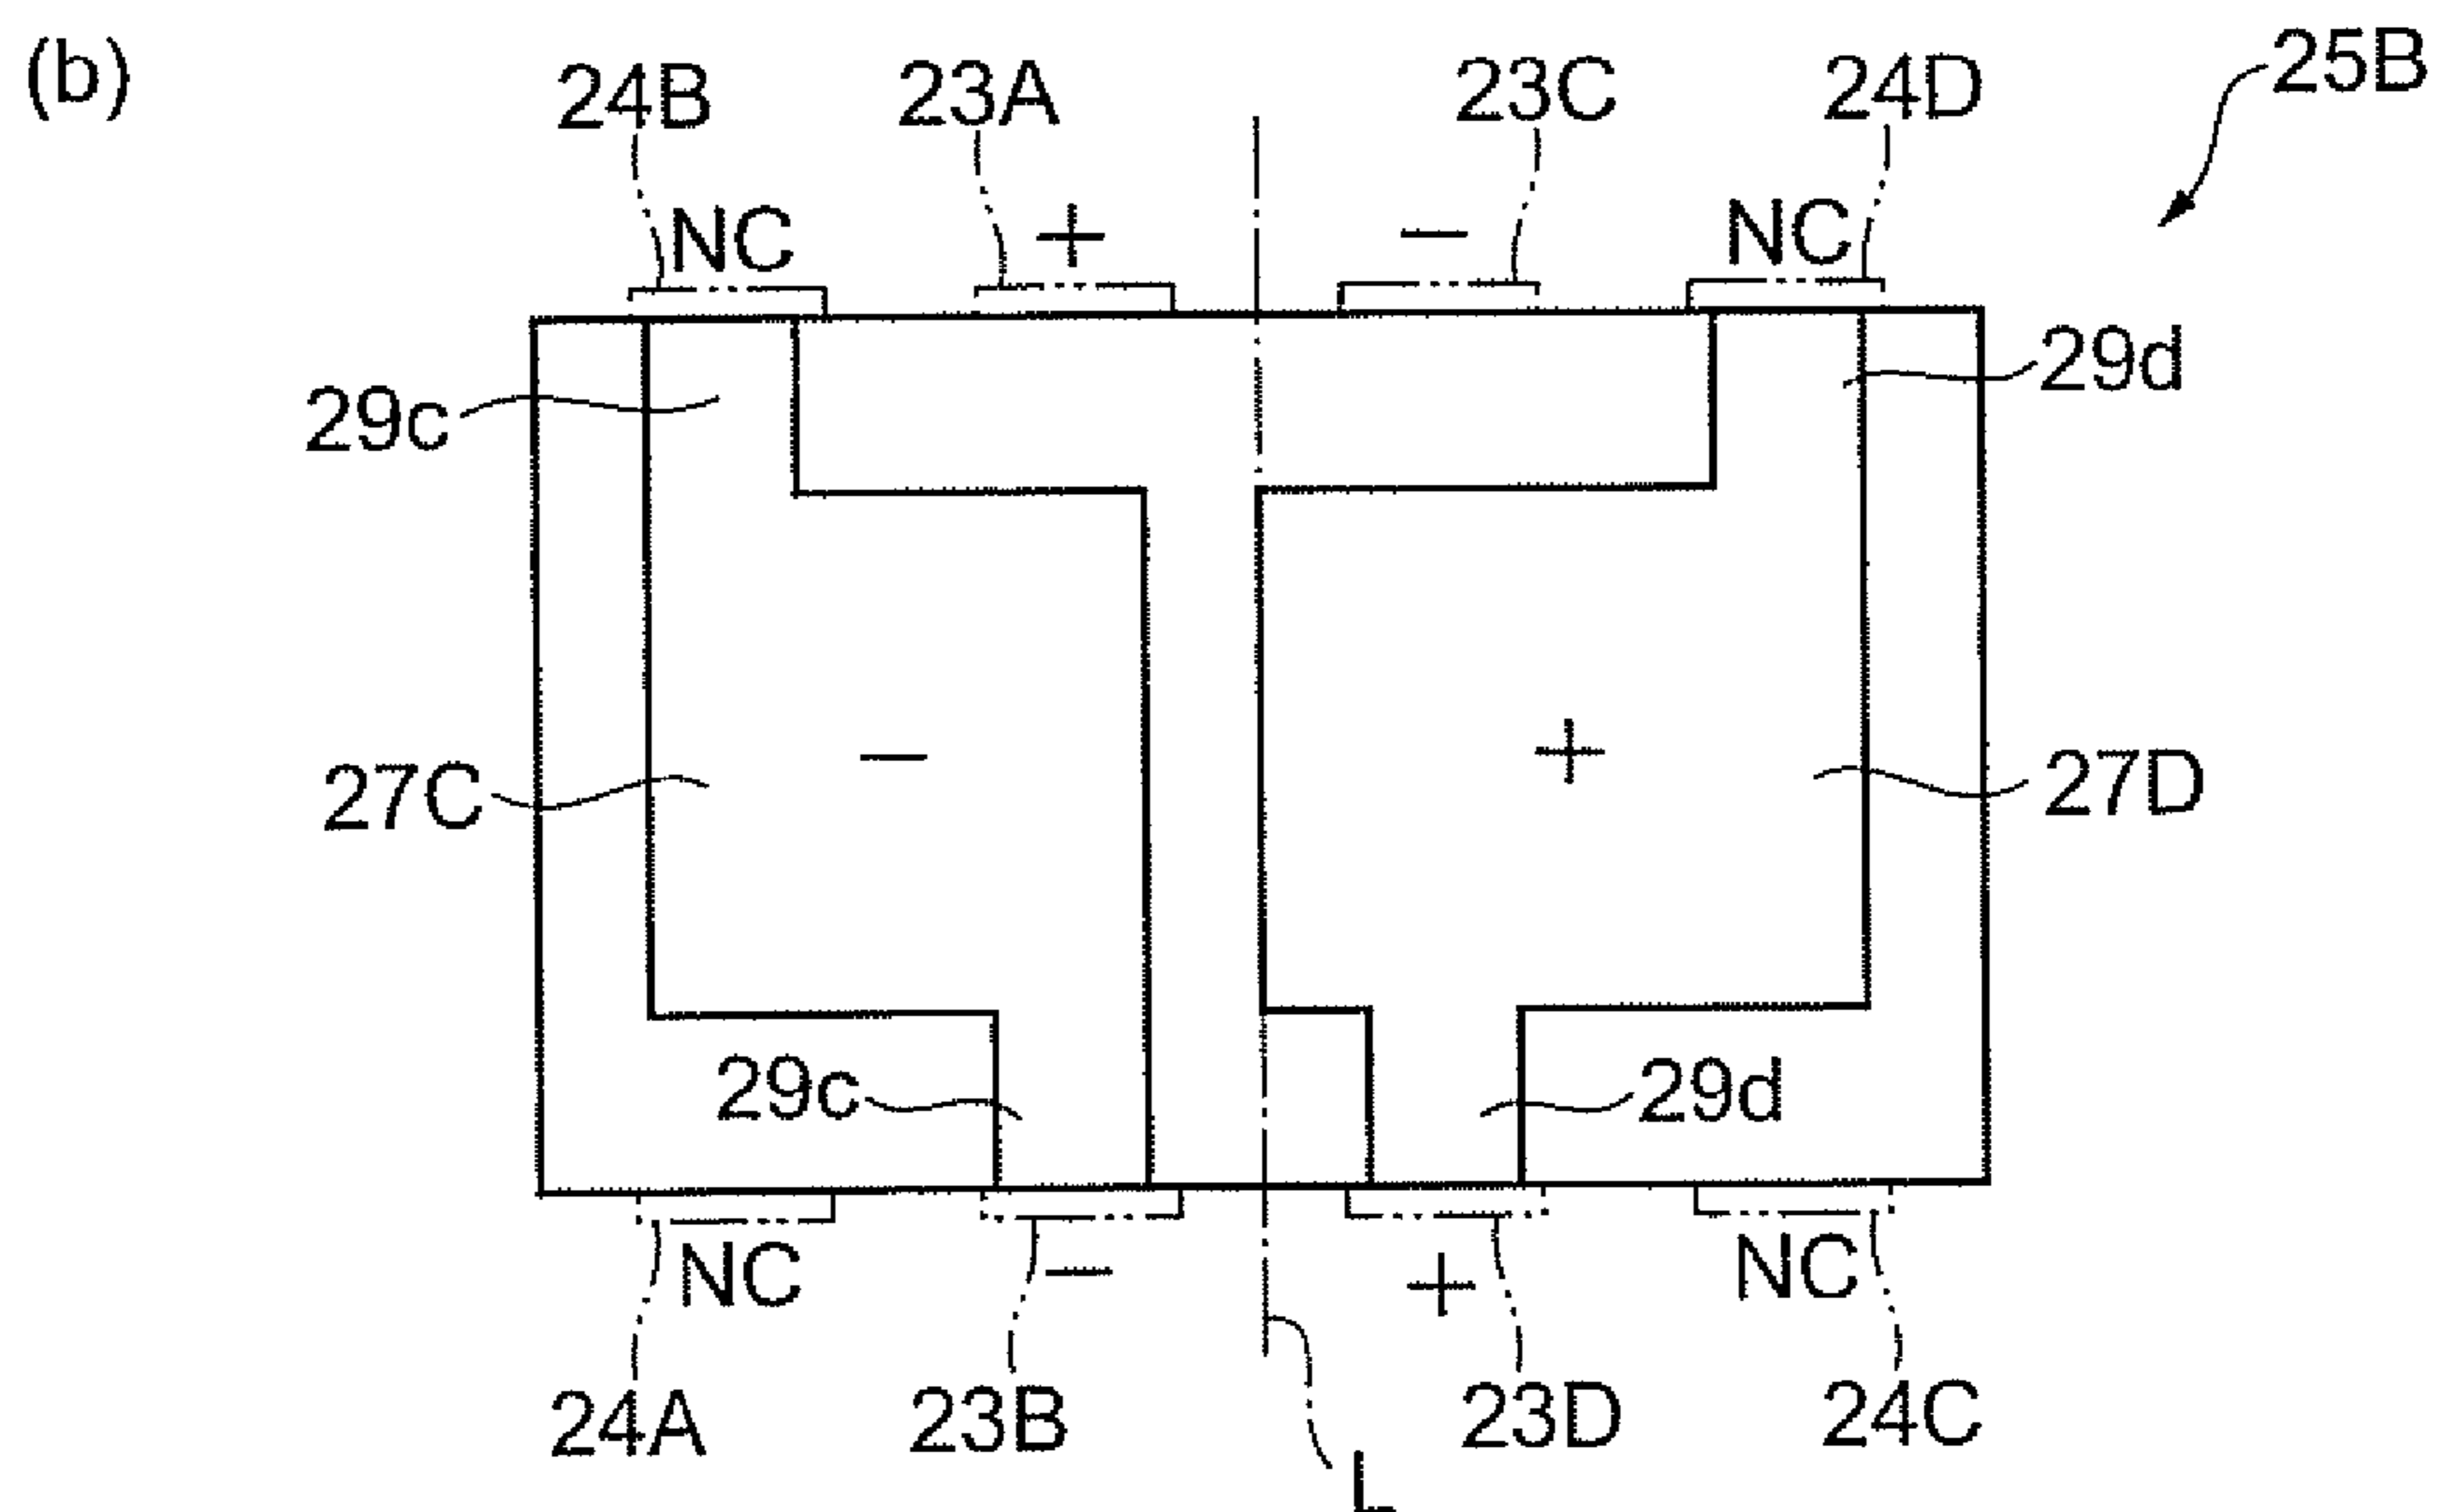 (b) 24B 23A 23C 24D 25B
NC + − NC
29c 29d
27C − + 27D
29c 29d
NC − + NC
24A 23B 23D 24C
L